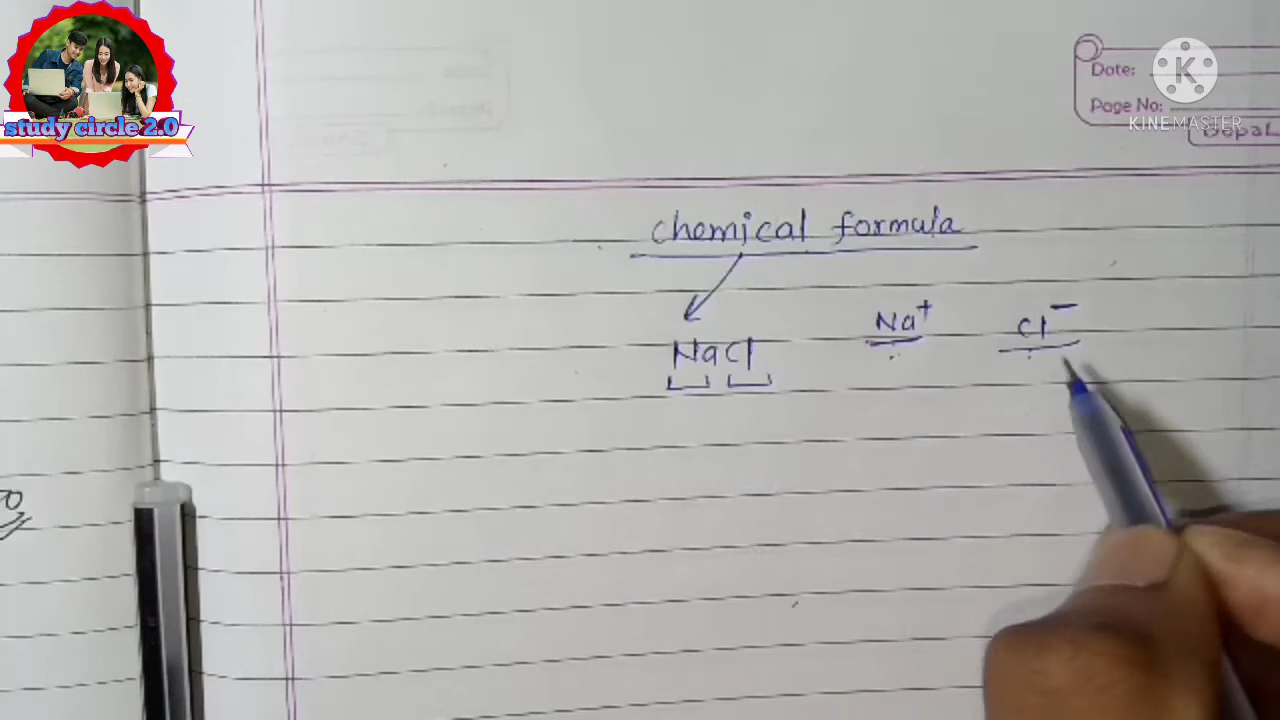 study circle 2.0
Date:
Page No:
KINEMASTER
chemical formula
Na⁺ Cl⁻
NaCl